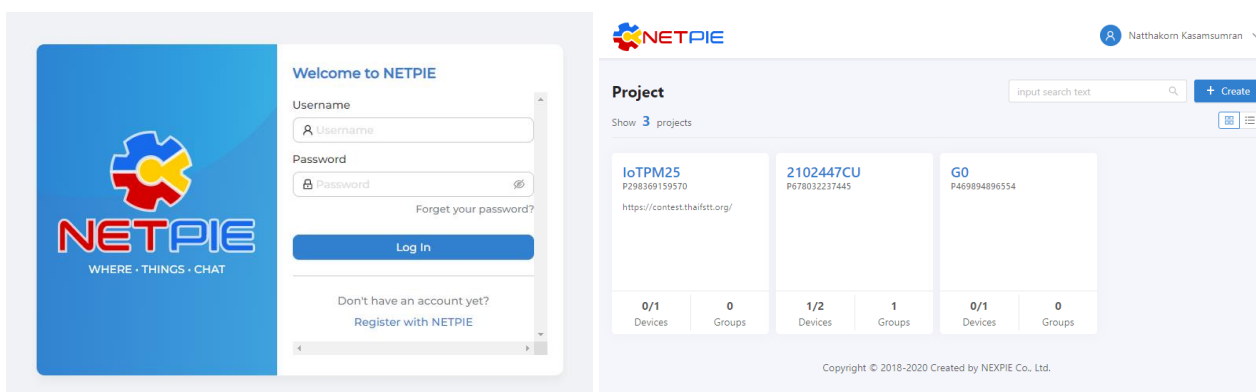 Welcome to NETPIE
Username
Username
Password
Password
Forget your password?
Log In
Don't have an account yet?
Register with NETPIE
NETPIE
WHERE • THINGS • CHAT
NETPIE
Natthakorn Kasamsumran
Project
input search text
+ Create
Show 3 projects
IoTPM25
P298369159570
https://contest.thaifstt.org/
0/1
Devices
0
Groups
2102447CU
P678032237445
1/2
Devices
1
Groups
G0
P469894896554
0/1
Devices
0
Groups
Copyright © 2018-2020 Created by NEXPIE Co., Ltd.